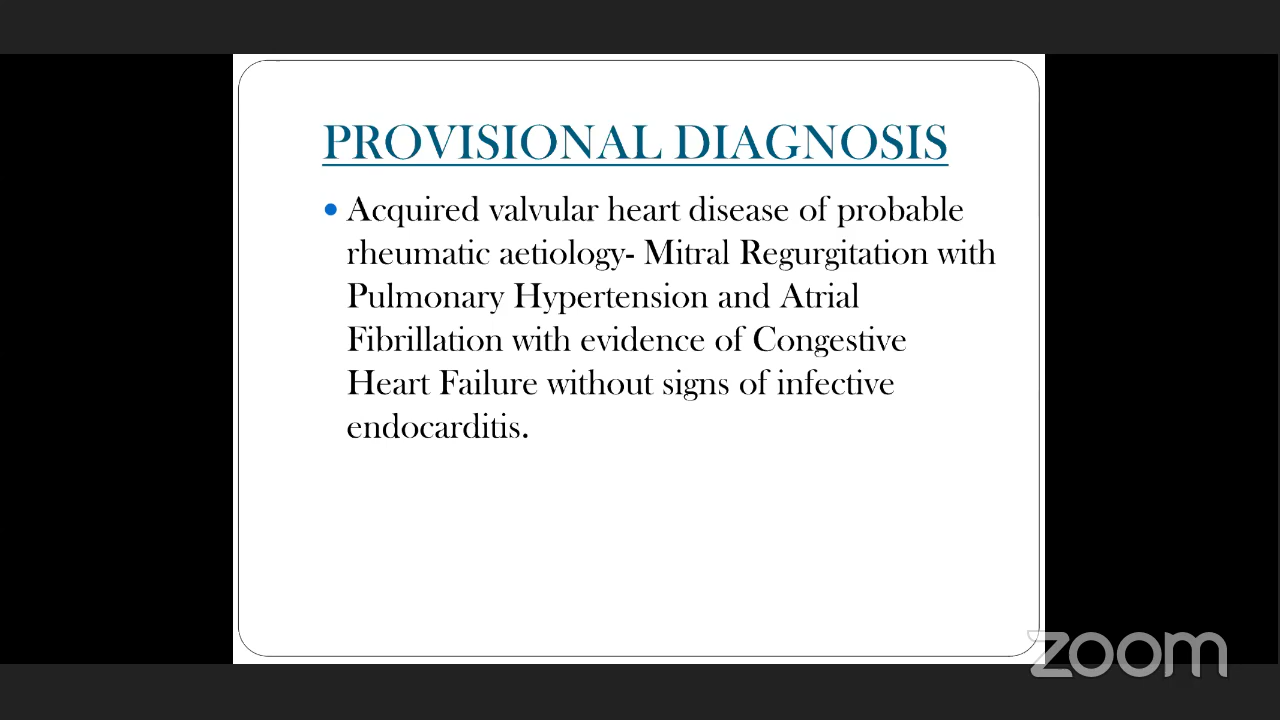 PROVISIONAL DIAGNOSIS
• Acquired valvular heart disease of probable
rheumatic aetiology- Mitral Regurgitation with
Pulmonary Hypertension and Atrial
Fibrillation with evidence of Congestive
Heart Failure without signs of infective
endocarditis.
zoom